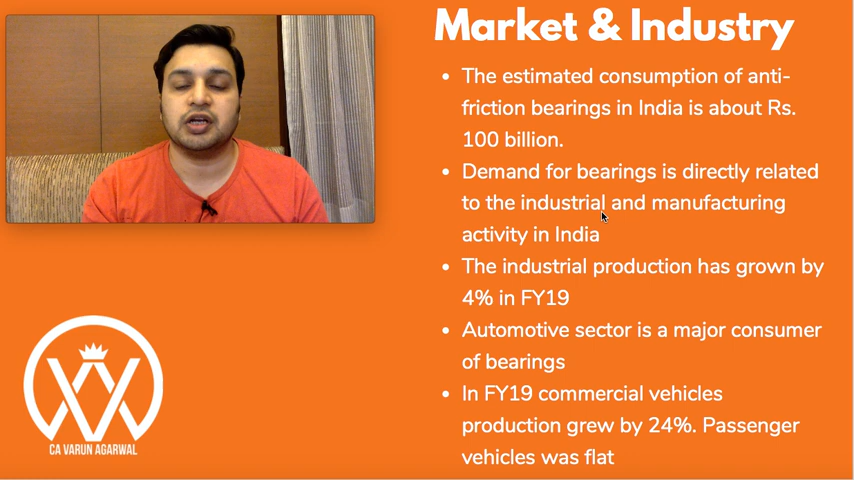 Market & Industry
• The estimated consumption of anti-
friction bearings in India is about Rs.
100 billion.
• Demand for bearings is directly related
to the industrial and manufacturing
activity in India
• The industrial production has grown by
4% in FY19
• Automotive sector is a major consumer
of bearings
• In FY19 commercial vehicles
production grew by 24%. Passenger
vehicles was flat
CA VARUN AGARWAL